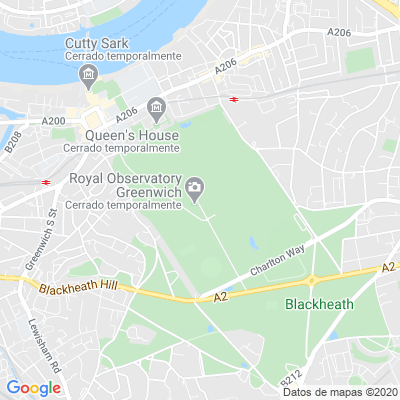 A206
Cutty Sark
Cerrado temporalmente
A206
A200
A206
B208
Queen's House
Cerrado temporalmente
Royal Observatory
Greenwich
Cerrado temporalmente
Greenwich S St
Charlton Way
A2
Blackheath Hill
A2
Blackheath
Lewisham Rd
B212
Google
Datos de mapas ©2020